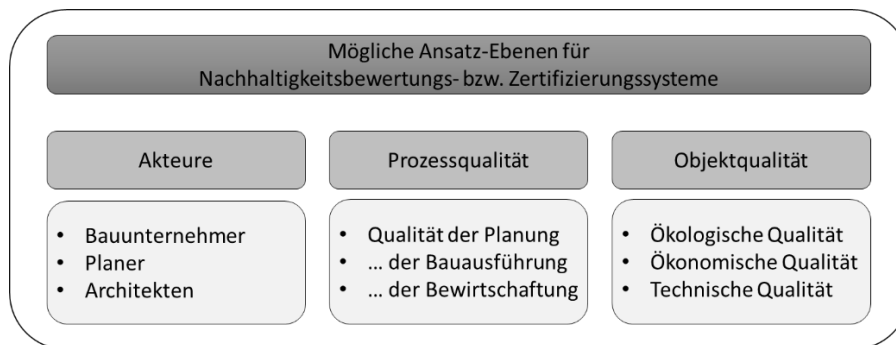 Mögliche Ansatz-Ebenen für
Nachhaltigkeitsbewertungs- bzw. Zertifizierungssysteme
Akteure
• Bauunternehmer
• Planer
• Architekten
Prozessqualität
• Qualität der Planung
• ... der Bauausführung
• ... der Bewirtschaftung
Objektqualität
• Ökologische Qualität
• Ökonomische Qualität
• Technische Qualität